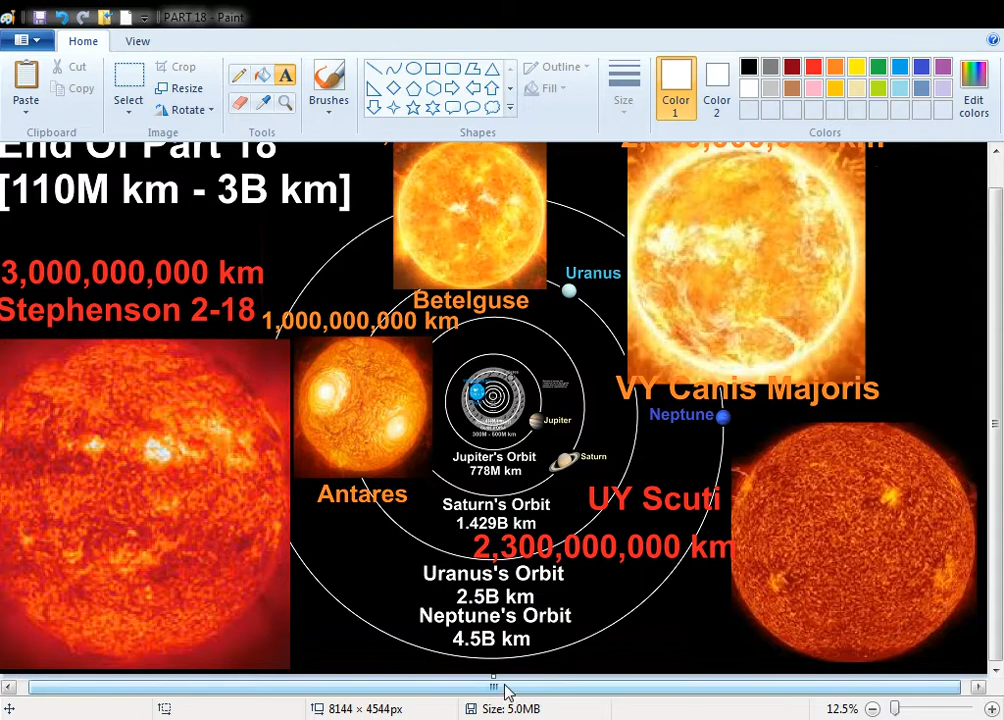 PART 18 - Paint
Home
View
Paste
Cut
Copy
Clipboard
Select
Crop
Resize
Rotate
Image
Tools
Brushes
Shapes
Outline
Fill
Size
Color
1
Color
2
Edit
colors
Colors
End Of Part 18
[110M km - 3B km]
3,000,000,000 km
Stephenson 2-18
1,000,000,000 km
Betelguse
Uranus
VY Canis Majoris
Neptune
Jupiter
300M - 600M km
Jupiter's Orbit
778M km
Saturn
Antares
Saturn's Orbit
1.429B km
UY Scuti
2,300,000,000 km
Uranus's Orbit
2.5B km
Neptune's Orbit
4.5B km
8144 × 4544px
Size: 5.0MB
12.5%